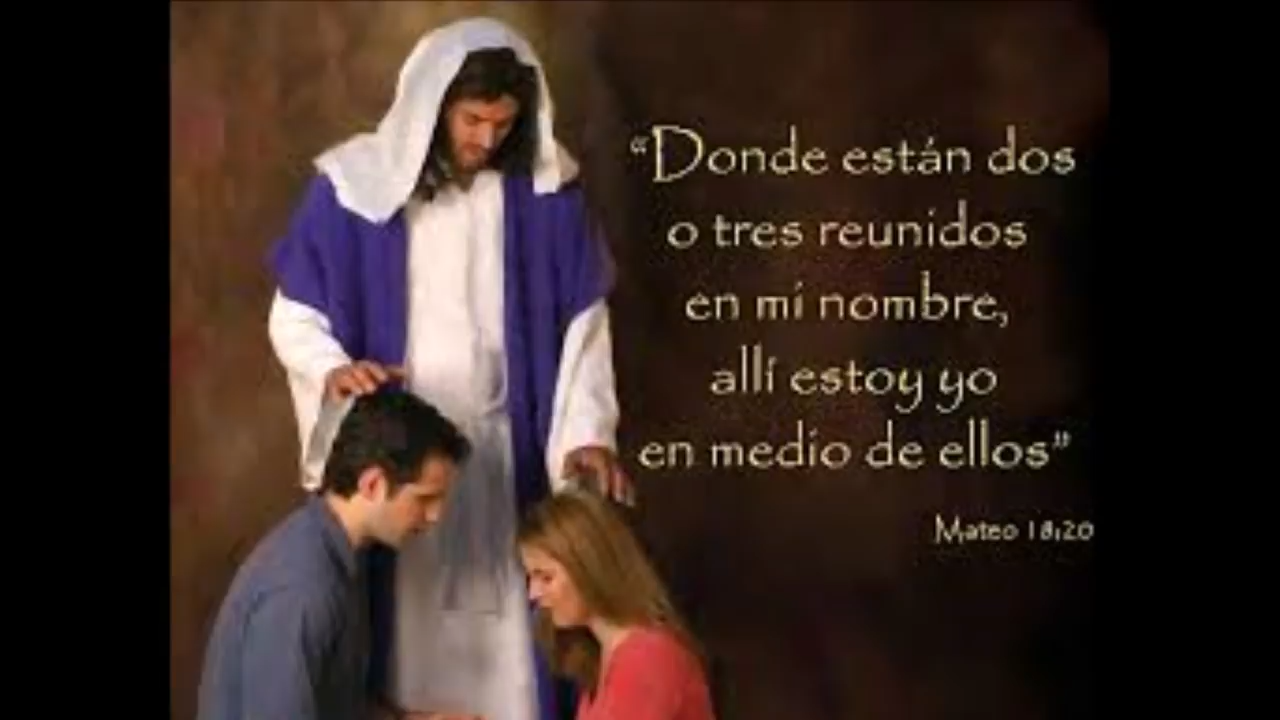 “Donde están dos
o tres reunidos
en mi nombre,
allí estoy yo
en medio de ellos”
Mateo 18:20